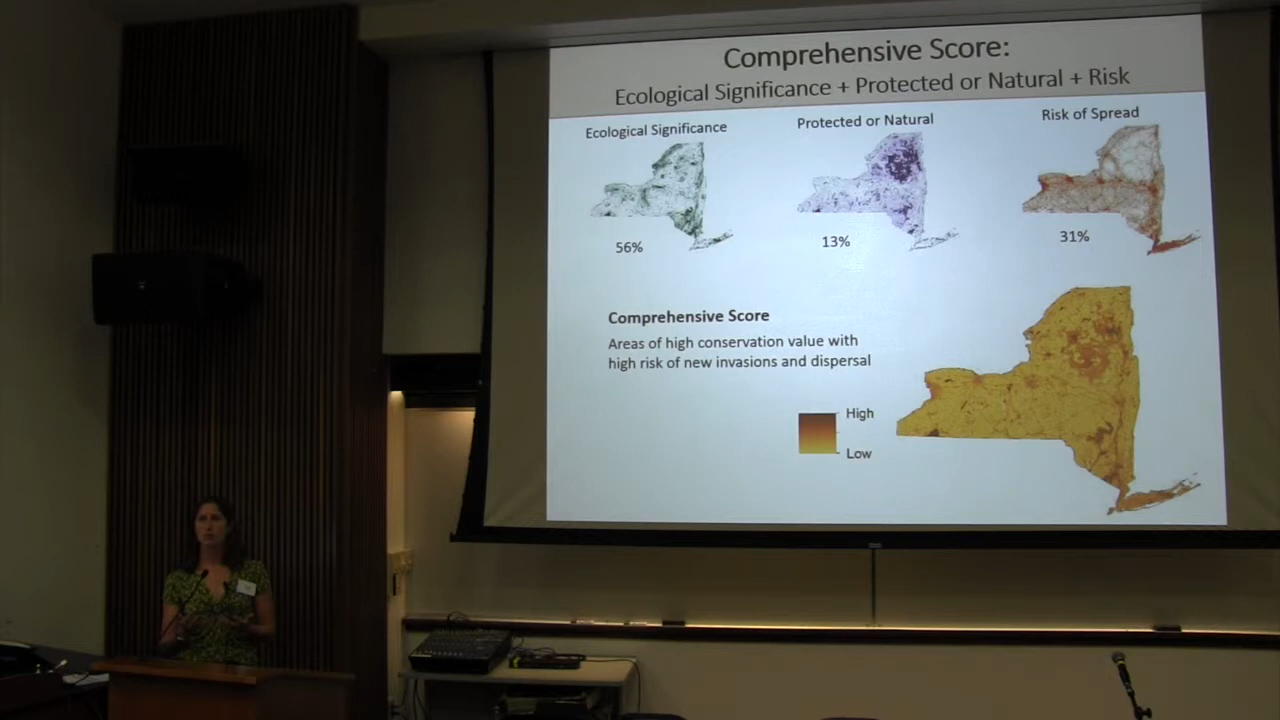 Comprehensive Score:
Ecological Significance + Protected or Natural + Risk
Ecological Significance
Protected or Natural
Risk of Spread
56%
13%
31%
Comprehensive Score
Areas of high conservation value with
high risk of new invasions and dispersal
High
Low